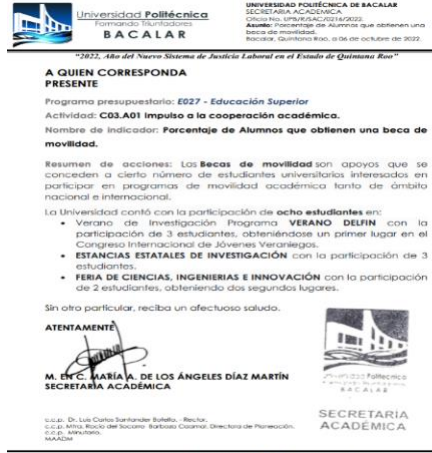 Universidad Politécnica
Formando Triunfadores
BACALAR
UNIVERSIDAD POLITÉCNICA DE BACALAR
SECRETARIA ACADEMICA
Oficio No. UPB/R/SAC/0216/2022.
Asunto: Porcentaje de Alumnos que obtienen una
beca de movilidad.
Bacalar, Quintana Roo, a 06 de octubre de 2022.
"2022, Año del Nuevo Sistema de Justicia Laboral en el Estado de Quintana Roo"
A QUIEN CORRESPONDA
PRESENTE
Programa presupuestario: E027 - Educación Superior
Actividad: C03.A01 Impulso a la cooperación académica.
Nombre de indicador: Porcentaje de Alumnos que obtienen una beca de
movilidad.
Resumen de acciones: Las Becas de movilidad son apoyos que se
conceden a cierto número de estudiantes universitarios interesados en
participar en programas de movilidad académica tanto de ámbito
nacional e internacional.
La Universidad contó con la participación de ocho estudiantes en:
• Verano de Investigación Programa VERANO DELFIN con la
participación de 3 estudiantes, obteniéndose un primer lugar en el
Congreso Internacional de Jóvenes Veraniegos.
• ESTANCIAS ESTATALES DE INVESTIGACIÓN con la participación de 3
estudiantes.
• FERIA DE CIENCIAS, INGENIERIAS E INNOVACIÓN con la participación
de 2 estudiantes, obteniendo dos segundos lugares.
Sin otro particular, reciba un afectuoso saludo.
ATENTAMENTE
M. EN C. MARÍA A. DE LOS ÁNGELES DÍAZ MARTÍN
SECRETARÍA ACADÉMICA
Universidad Politécnica
BACALAR
SECRETARIA
ACADÉMICA
c.c.p. Dr. Luis Carlos Santander Botello, - Rector.
c.c.p. Mtra. Rocío del Socorro Barbosa Caamal, Directora de Planeación.
c.c.p. Minutario.
MAADM